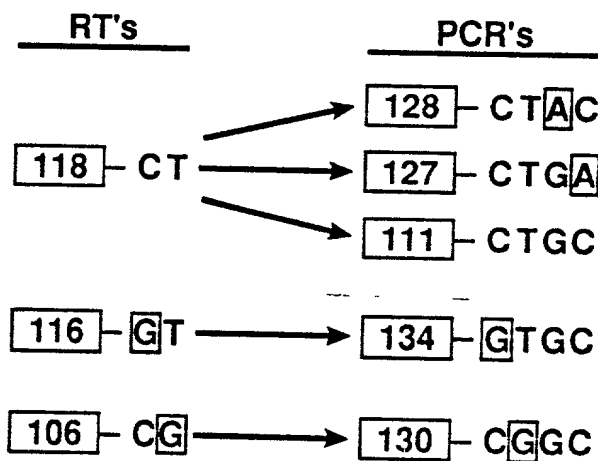 RT's PCR's
128 - CTAC
118 - CT 127 - CTGA
111 - CTGC
116 - GT 134 - GTGC
106 - CG 130 - CGGC